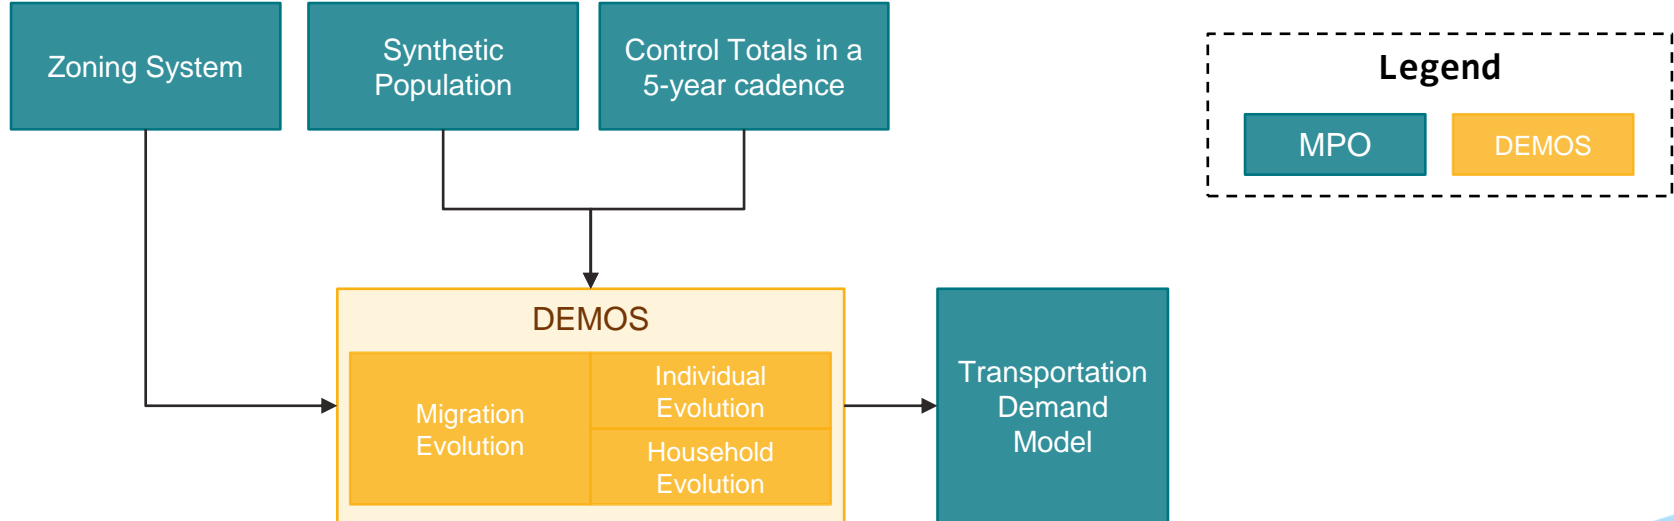 Zoning System
Synthetic
Population
Control Totals in a
5-year cadence
Legend
MPO
DEMOS
DEMOS
Migration
Evolution
Individual
Evolution
Household
Evolution
Transportation
Demand
Model